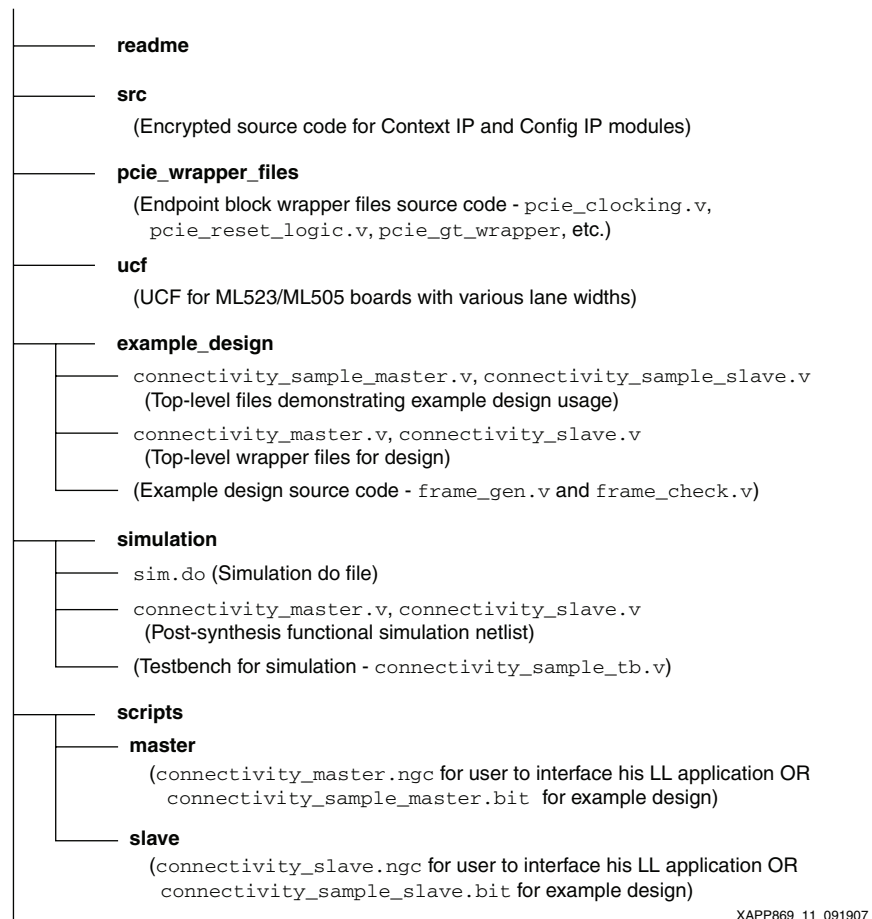 readme
src
(Encrypted source code for Context IP and Config IP modules)
pcie_wrapper_files
(Endpoint block wrapper files source code - pcie_clocking.v,
pcie_reset_logic.v, pcie_gt_wrapper, etc.)
ucf
(UCF for ML523/ML505 boards with various lane widths)
example_design
connectivity_sample_master.v, connectivity_sample_slave.v
(Top-level files demonstrating example design usage)
connectivity_master.v, connectivity_slave.v
(Top-level wrapper files for design)
(Example design source code - frame_gen.v and frame_check.v)
simulation
sim.do (Simulation do file)
connectivity_master.v, connectivity_slave.v
(Post-synthesis functional simulation netlist)
(Testbench for simulation - connectivity_sample_tb.v)
scripts
master
(connectivity_master.ngc for user to interface his LL application OR
connectivity_sample_master.bit for example design)
slave
(connectivity_slave.ngc for user to interface his LL application OR
connectivity_sample_slave.bit for example design)
XAPP869_11_091907